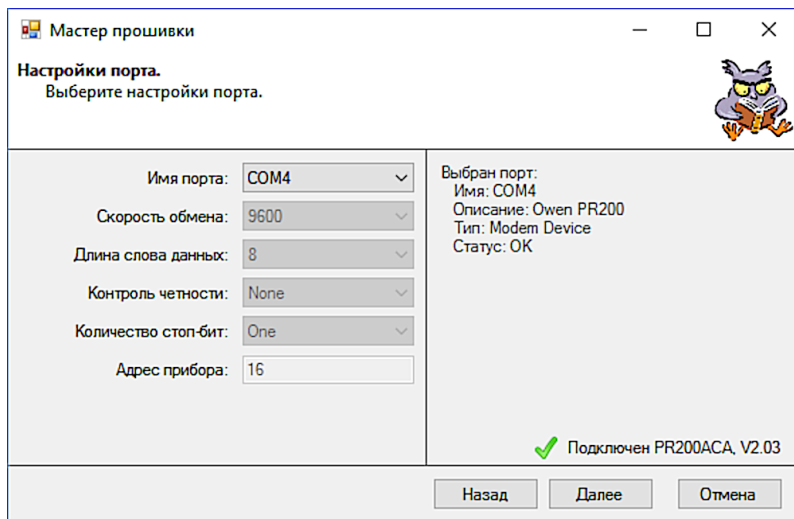 Мастер прошивки
Настройки порта.
Выберите настройки порта.
Имя порта: COM4
Скорость обмена: 9600
Длина слова данных: 8
Контроль четности: None
Количество стоп-бит: One
Адрес прибора: 16
Выбран порт:
Имя: COM4
Описание: Owen PR200
Тип: Modem Device
Статус: OK
Подключен PR200ACA, V2.03
Назад
Далее
Отмена